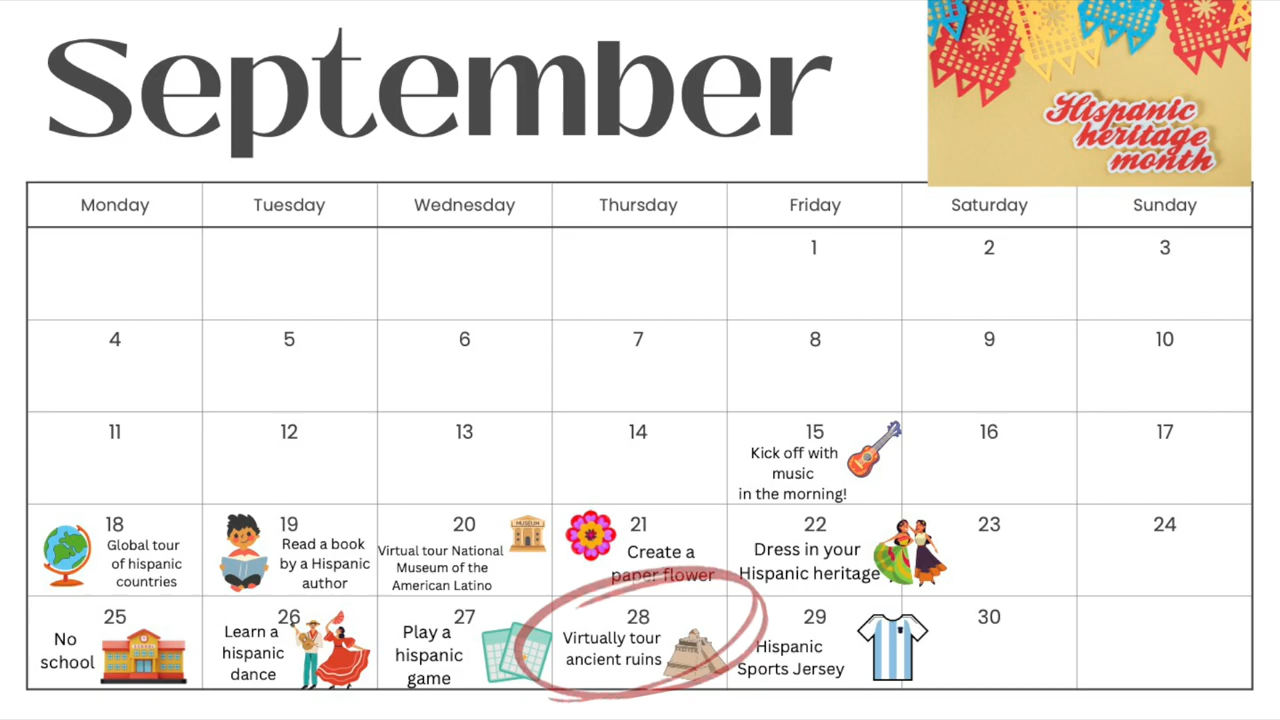 September
Hispanic
heritage
month
Monday
Tuesday
Wednesday
Thursday
Friday
Saturday
Sunday
1
2
3
4
5
6
7
8
9
10
11
12
13
14
15
Kick off with
music
in the morning!
16
17
18
Global tour
of hispanic
countries
19
Read a book
by a Hispanic
author
20
MUSEUM
Virtual tour National
Museum of the
American Latino
21
Create a
paper flower
22
Dress in your
Hispanic heritage
23
24
25
No
school
SCHOOL
26
Learn a
hispanic
dance
27
Play a
hispanic
game
28
Virtually tour
ancient ruins
29
Hispanic
Sports Jersey
30